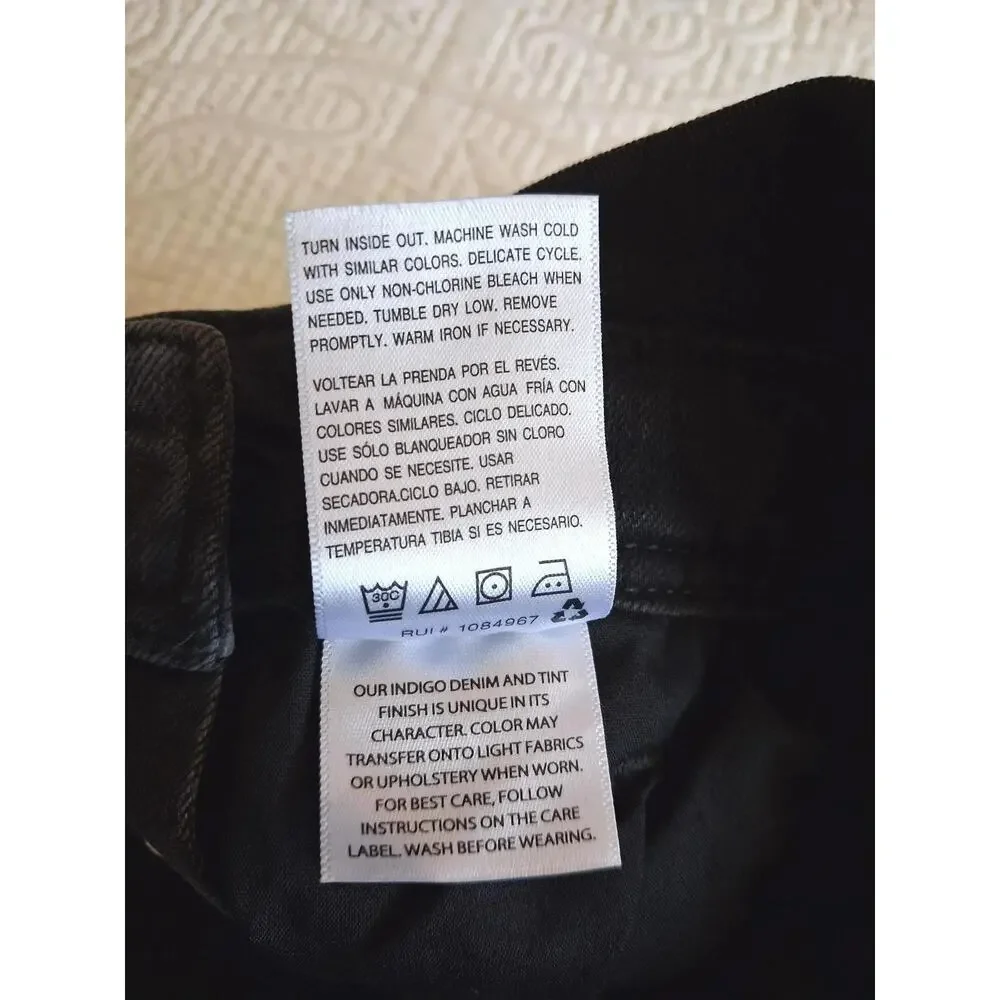 TURN INSIDE OUT. MACHINE WASH COLD
WITH SIMILAR COLORS. DELICATE CYCLE.
USE ONLY NON-CHLORINE BLEACH WHEN
NEEDED. TUMBLE DRY LOW. REMOVE
PROMPTLY. WARM IRON IF NECESSARY.
VOLTEAR LA PRENDA POR EL REVÉS.
LAVAR A MÁQUINA CON AGUA FRÍA CON
COLORES SIMILARES. CICLO DELICADO.
USE SÓLO BLANQUEADOR SIN CLORO
CUANDO SE NECESITE. USAR
SECADORA.CICLO BAJO. RETIRAR
INMEDIATAMENTE. PLANCHAR A
TEMPERATURA TIBIA SI ES NECESARIO.
30C
# 1084967
OUR INDIGO DENIM AND TINT
FINISH IS UNIQUE IN ITS
CHARACTER. COLOR MAY
TRANSFER ONTO LIGHT FABRICS
OR UPHOLSTERY WHEN WORN.
FOR BEST CARE, FOLLOW
INSTRUCTIONS ON THE CARE
LABEL. WASH BEFORE WEARING.